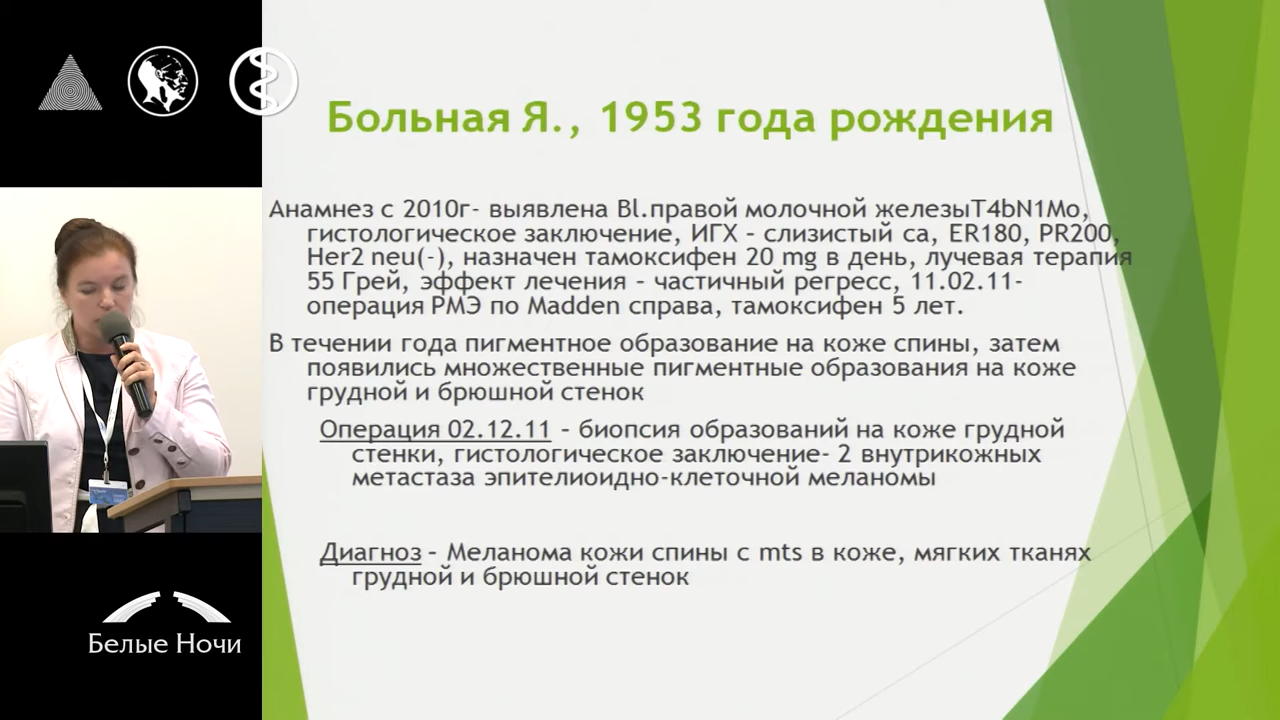 Больная Я., 1953 года рождения
Анамнез с 2010г- выявлена Bl.правой молочной железыT4bN1Mo,
гистологическое заключение, ИГХ – слизистый са, ER180, PR200,
Her2 neu(-), назначен тамоксифен 20 mg в день, лучевая терапия
55 Грей, эффект лечения – частичный регресс, 11.02.11-
операция РМЭ по Madden справа, тамоксифен 5 лет.
В течении года пигментное образование на коже спины, затем
появились множественные пигментные образования на коже
грудной и брюшной стенок
Операция 02.12.11 – биопсия образований на коже грудной
стенки, гистологическое заключение- 2 внутрикожных
метастаза эпителиоидно-клеточной меланомы
Диагноз – Меланома кожи спины с mts в коже, мягких тканях
грудной и брюшной стенок
Белые Ночи